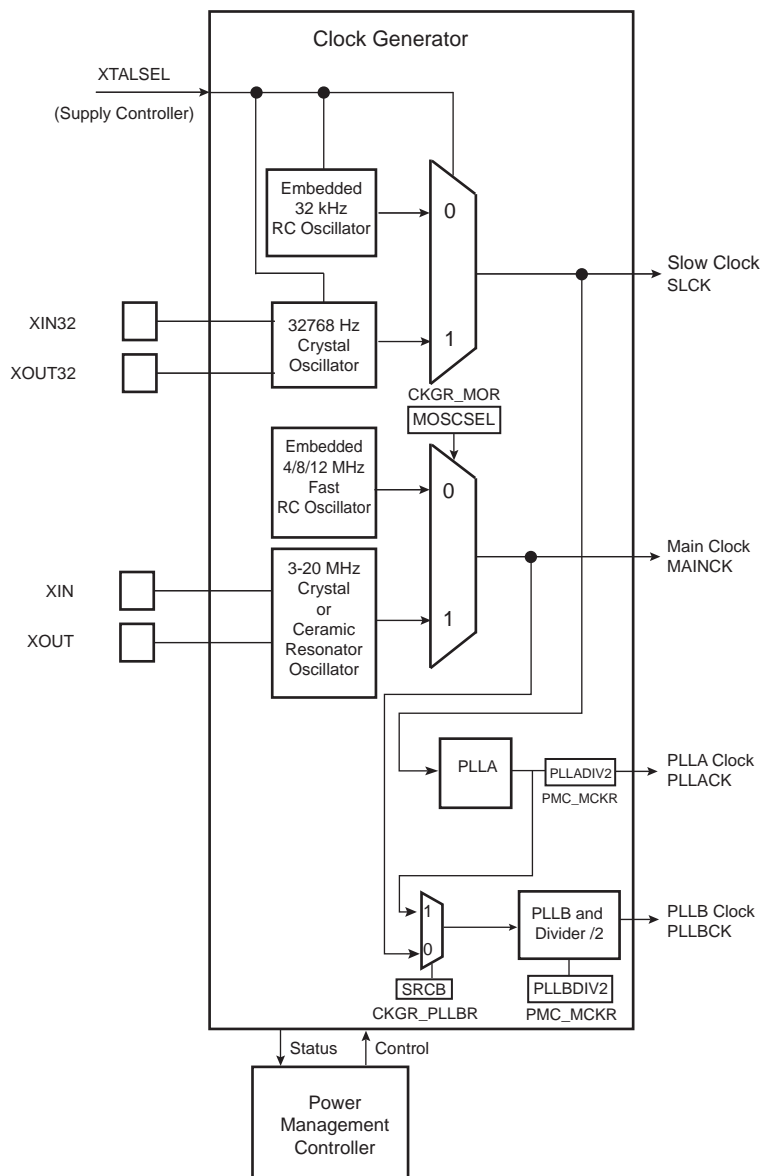 Clock Generator
XTALSEL
(Supply Controller)
Embedded
32 kHz
RC Oscillator
0
Slow Clock
SLCK
XIN32
XOUT32
32768 Hz
Crystal
Oscillator
1
CKGR_MOR
MOSCSEL
Embedded
4/8/12 MHz
Fast
RC Oscillator
0
Main Clock
MAINCK
XIN
XOUT
3-20 MHz
Crystal
or
Ceramic
Resonator
Oscillator
1
PLLA
PLLADIV2
PMC_MCKR
PLLA Clock
PLLACK
1
0
PLLB and
Divider /2
PLLB Clock
PLLBCK
SRCB
CKGR_PLLBR
PLLBDIV2
PMC_MCKR
Status
Control
Power
Management
Controller